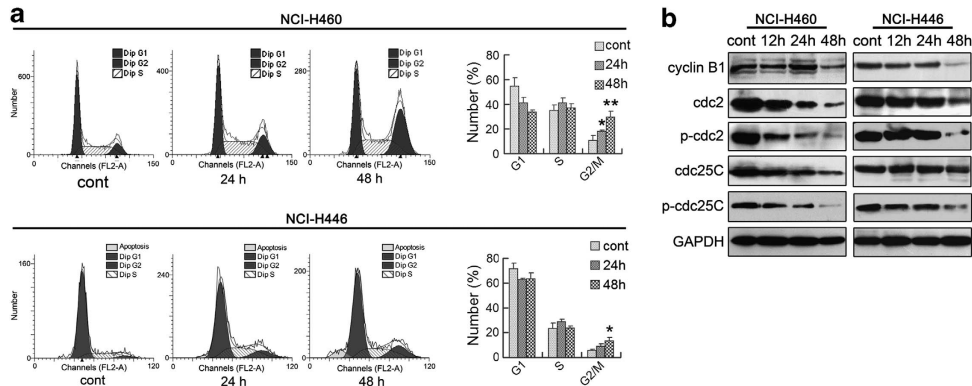 a
NCI-H460
Dip G1
Dip G2
Dip S
600
0
Number
0
150
Channels (FL2-A)
cont
Dip G1
Dip G2
Dip S
400
0
0
150
Channels (FL2-A)
24 h
Dip G1
Dip G2
Dip S
280
0
0
150
Channels (FL2-A)
48 h
Number (%)
80
60
40
20
0
cont
24h
48h
*
**
G1
S
G2/M
NCI-H446
Apoptosis
Dip G1
Dip G2
Dip S
160
0
Number
0
120
Channels (FL2-A)
cont
Apoptosis
Dip G1
Dip G2
Dip S
240
0
0
120
Channels (FL2-A)
24 h
Apoptosis
Dip G1
Dip G2
Dip S
200
0
0
120
Channels (FL2-A)
48 h
Number (%)
80
60
40
20
0
cont
24h
48h
*
G1
S
G2/M
b
NCI-H460 NCI-H446
cont 12h 24h 48h cont 12h 24h 48h
cyclin B1
cdc2
p-cdc2
cdc25C
p-cdc25C
GAPDH